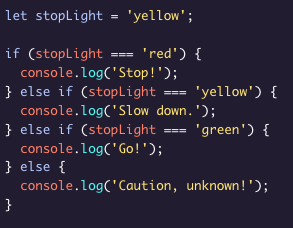 let stopLight = 'yellow';

if (stopLight === 'red') {
  console.log('Stop!');
} else if (stopLight === 'yellow') {
  console.log('Slow down.');
} else if (stopLight === 'green') {
  console.log('Go!');
} else {
  console.log('Caution, unknown!');
}